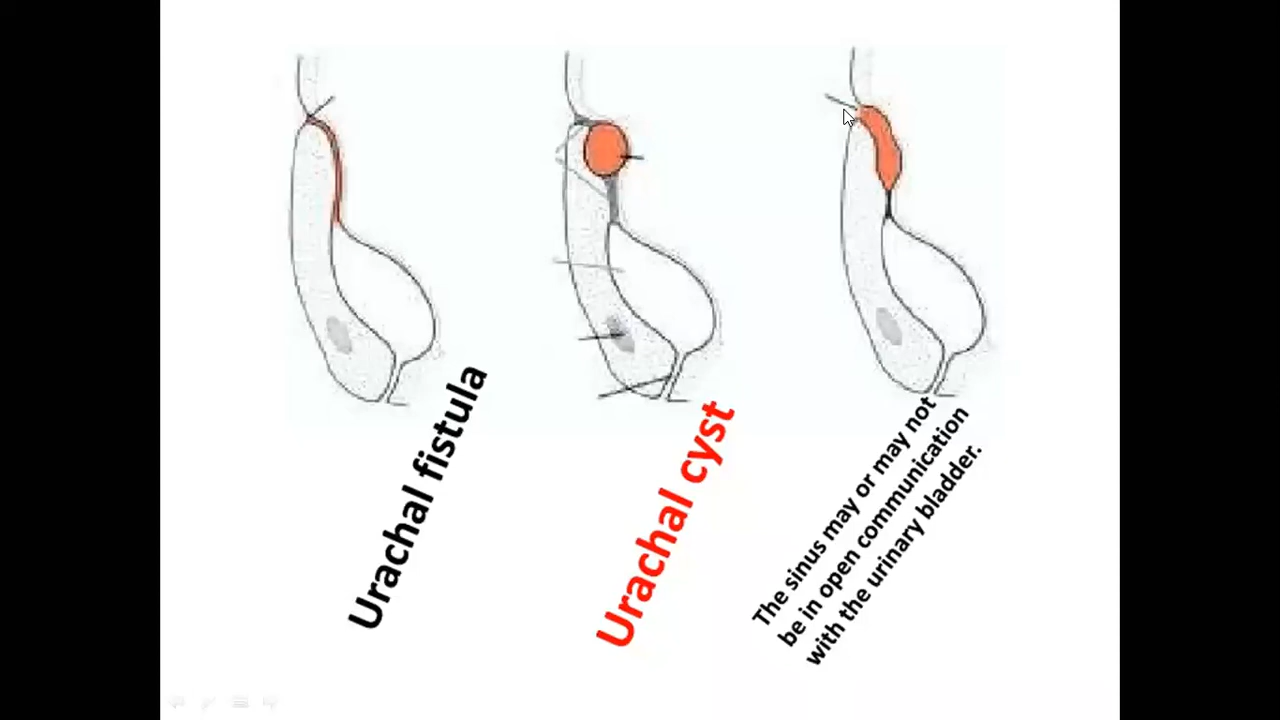 Urachal fistula
Urachal cyst
The sinus may or may not
be in open communication
with the urinary bladder.